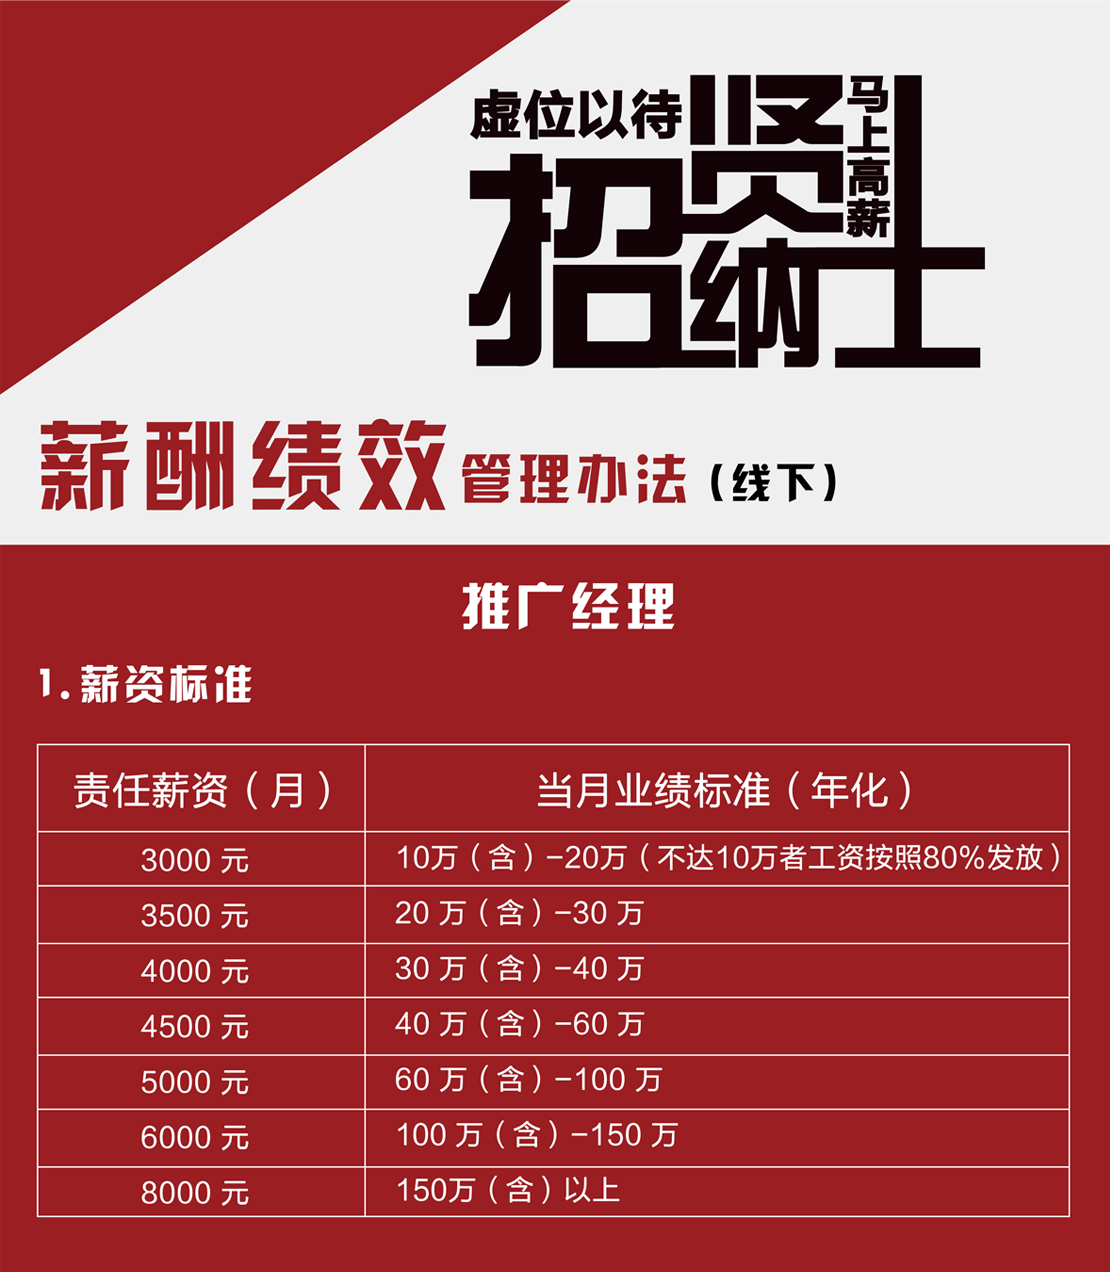 虚位以待
招贤纳士
马上高薪
薪酬绩效管理办法（线下）
推广经理
1.薪资标准
责任薪资（月） 当月业绩标准（年化）
3000 元 10万（含）–20万（不达10万者工资按照80%发放）
3500 元 20 万（含）–30 万
4000 元 30 万（含）–40 万
4500 元 40 万（含）–60 万
5000 元 60 万（含）–100 万
6000 元 100 万（含）–150 万
8000 元 150万（含）以上